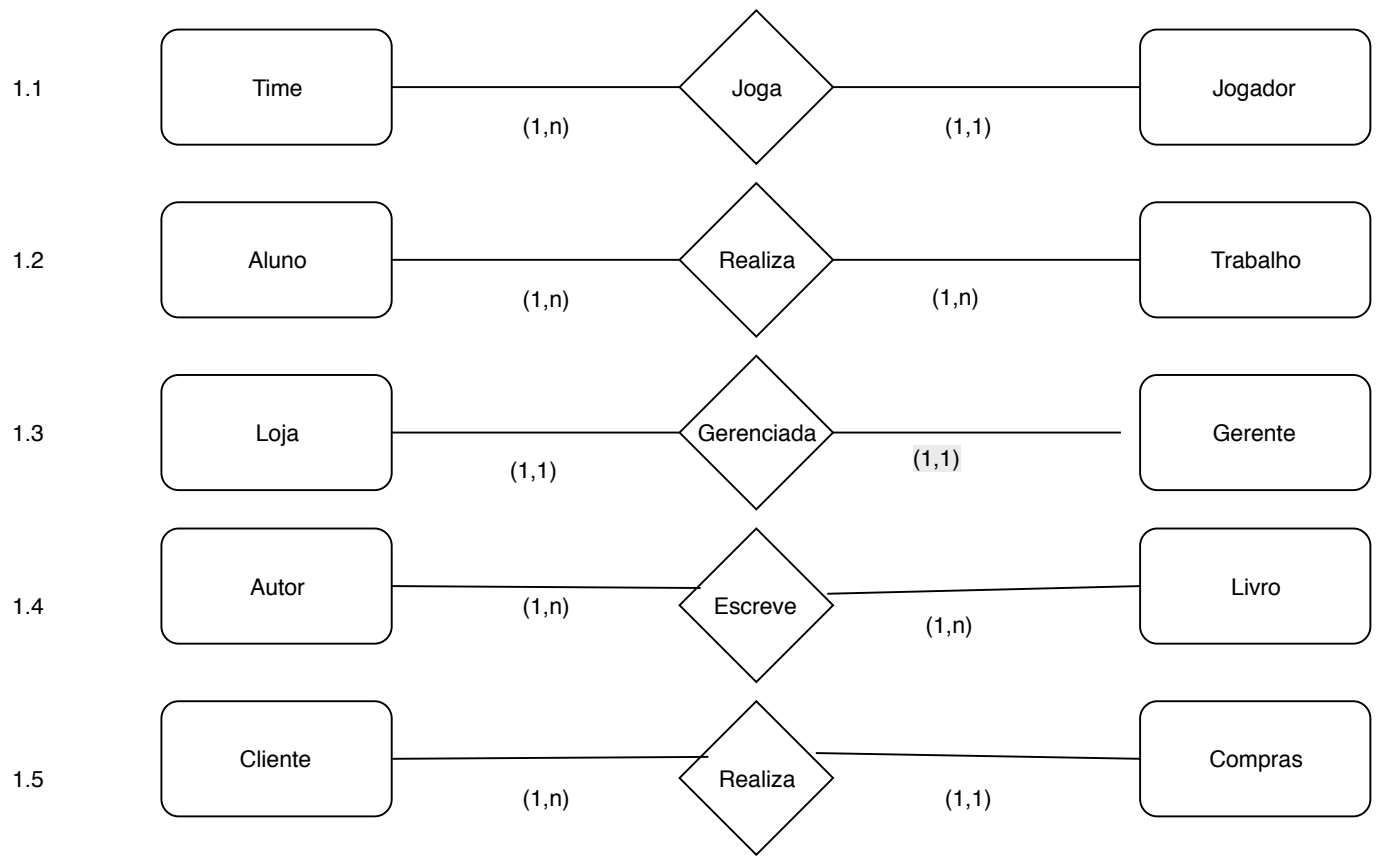 1.1 Time (1,n) Joga (1,1) Jogador
1.2 Aluno (1,n) Realiza (1,n) Trabalho
1.3 Loja (1,1) Gerenciada (1,1) Gerente
1.4 Autor (1,n) Escreve (1,n) Livro
1.5 Cliente (1,n) Realiza (1,1) Compras